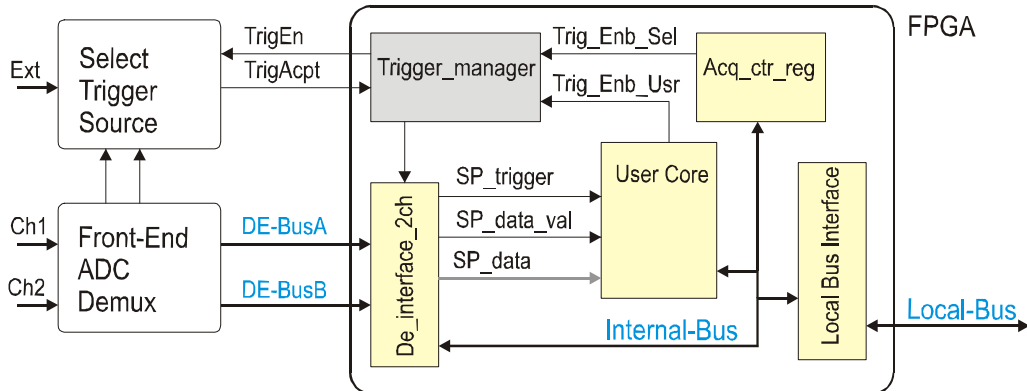 FPGA
Select
Trigger
Source
Ext
TrigEn
TrigAcpt
Trigger_manager
Trig_Enb_Sel
Trig_Enb_Usr
Acq_ctr_reg
Ch1
Ch2
Front-End
ADC
Demux
DE-BusA
DE-BusB
De_interface_2ch
SP_trigger
SP_data_val
SP_data
User Core
Internal-Bus
Local Bus Interface
Local-Bus